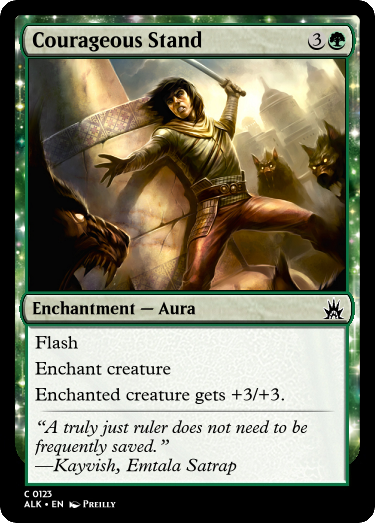 Courageous Stand 3
Enchantment — Aura
Flash
Enchant creature
Enchanted creature gets +3/+3.
“A truly just ruler does not need to be
frequently saved.”
—Kayvish, Emtala Satrap
C 0123
ALK • EN Preilly